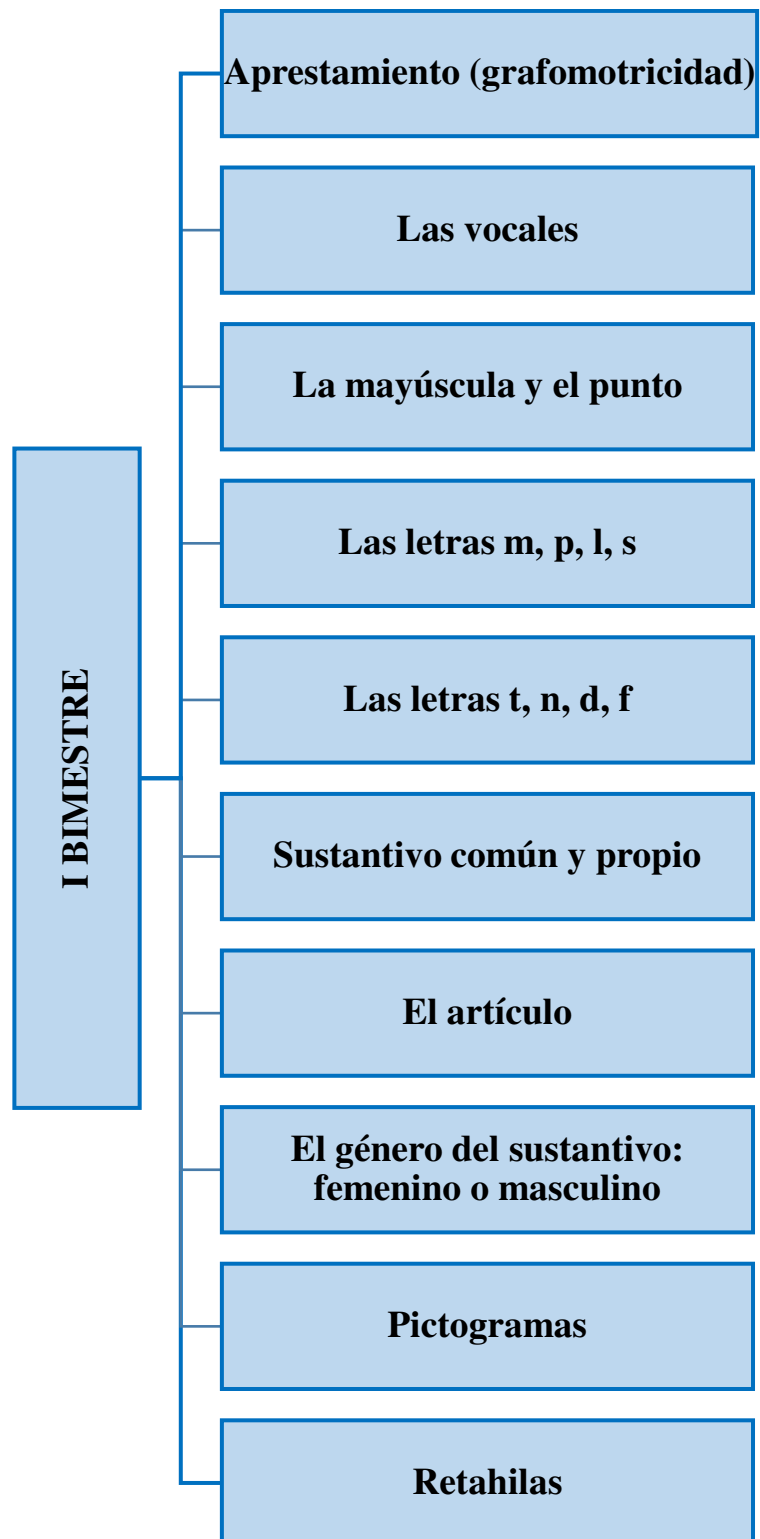 I BIMESTRE
Aprestamiento (grafomotricidad)
Las vocales
La mayúscula y el punto
Las letras m, p, l, s
Las letras t, n, d, f
Sustantivo común y propio
El artículo
El género del sustantivo:
femenino o masculino
Pictogramas
Retahilas